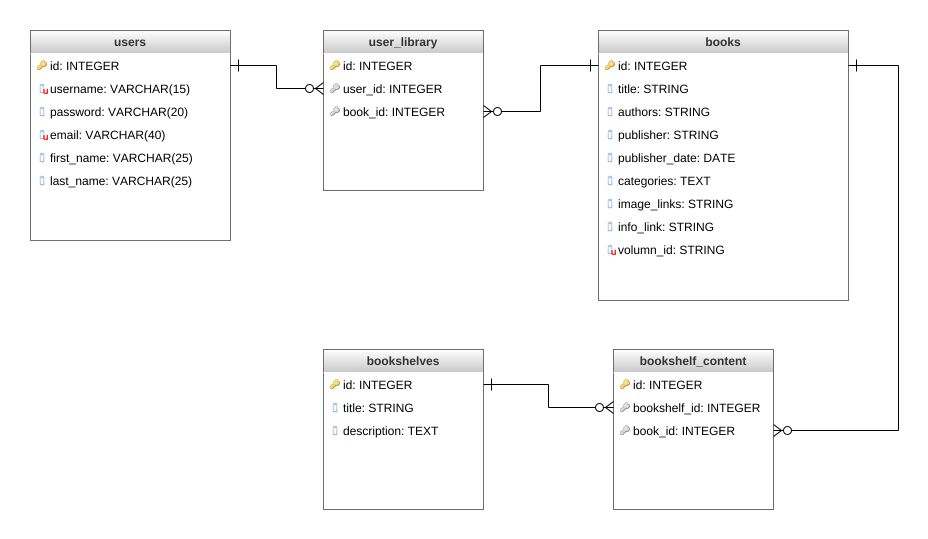 users
id: INTEGER
username: VARCHAR(15)
password: VARCHAR(20)
email: VARCHAR(40)
first_name: VARCHAR(25)
last_name: VARCHAR(25)
user_library
id: INTEGER
user_id: INTEGER
book_id: INTEGER
books
id: INTEGER
title: STRING
authors: STRING
publisher: STRING
publisher_date: DATE
categories: TEXT
image_links: STRING
info_link: STRING
volumn_id: STRING
bookshelves
id: INTEGER
title: STRING
description: TEXT
bookshelf_content
id: INTEGER
bookshelf_id: INTEGER
book_id: INTEGER